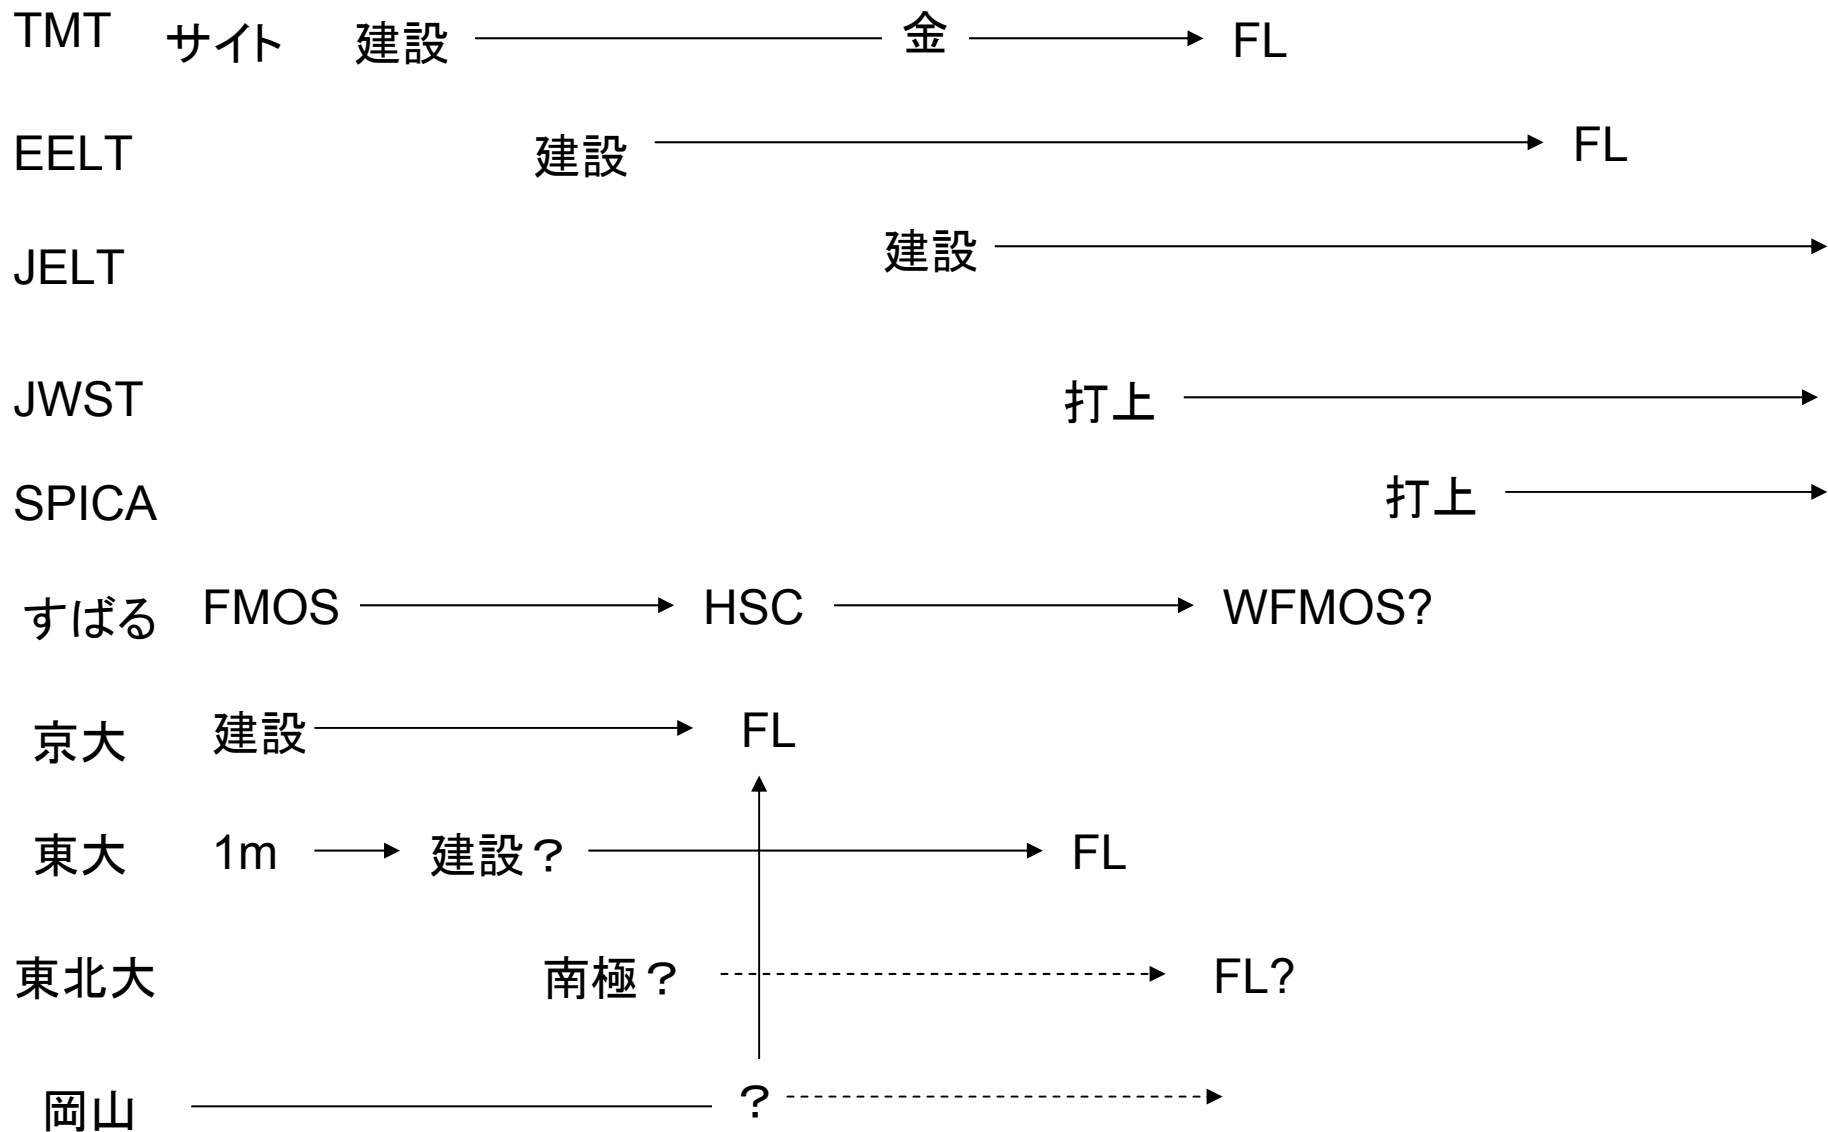 TMT サイト 建設 金 FL
EELT 建設 FL
JELT 建設
JWST 打上
SPICA 打上
すばる FMOS HSC WFMOS?
京大 建設 FL
東大 1m 建設？ FL
東北大 南極？ FL?
岡山 ？